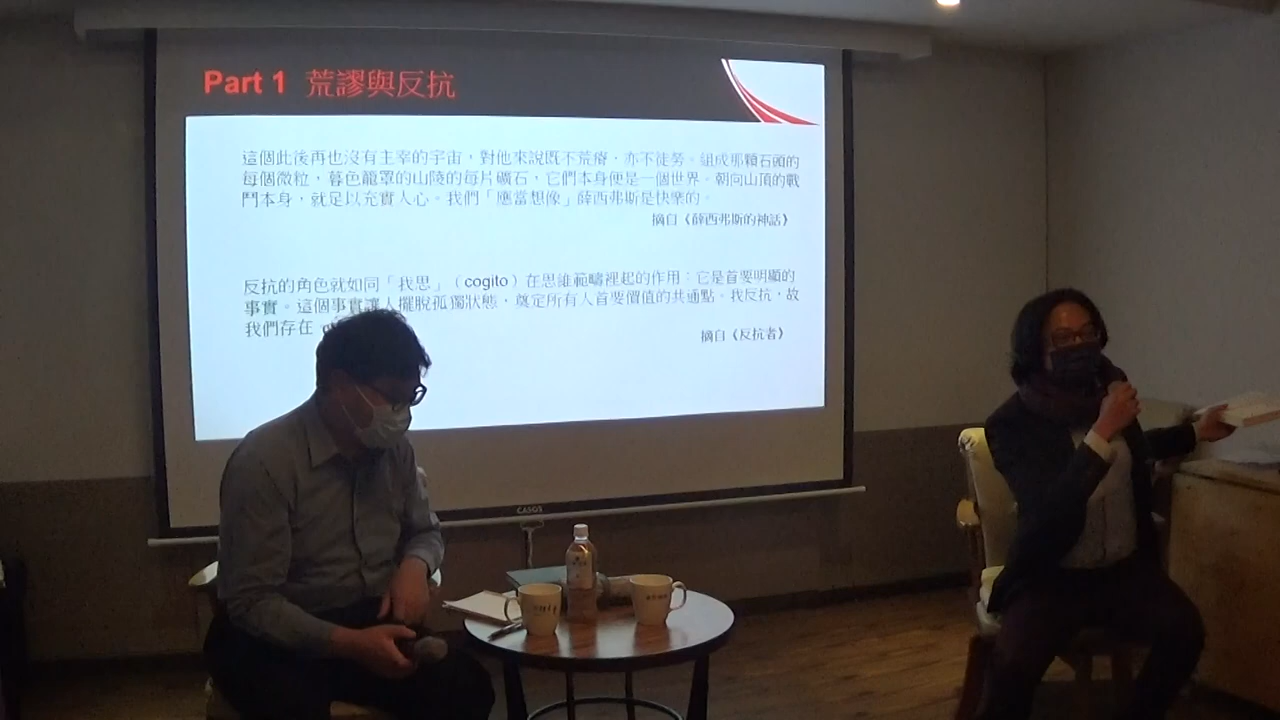 Part 1 荒謬與反抗
這個此後再也沒有主宰的宇宙，對他來說既不荒瘠，亦不徒勞。組成那顆石頭的
每個微粒，暮色籠罩的山陵的每片礦石，它們本身便是一個世界。朝向山頂的戰
鬥本身，就足以充實人心。我們「應當想像」薛西弗斯是快樂的。
摘自《薛西弗斯的神話》
反抗的角色就如同「我思」（cogito）在思維範疇裡起的作用：它是首要明顯的
事實。這個事實讓人擺脫孤獨狀態，奠定所有人首要價值的共通點。我反抗，故
我們存在
摘自《反抗者》
CASOS